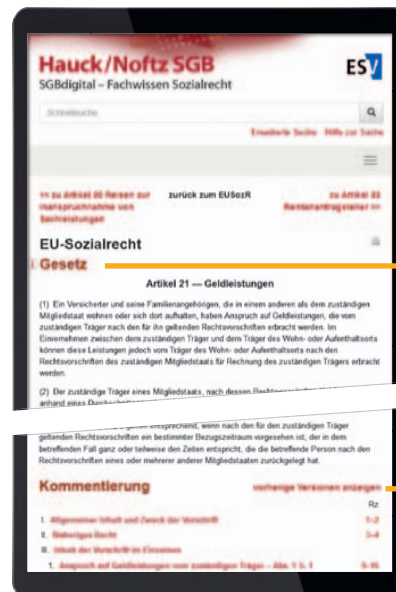 Hauck/Noftz SGB
SGBdigital – Fachwissen Sozialrecht
ESV
Schnellsuche
Erweiterte Suche Hilfe zur Suche
<< zu Artikel 20 Reisen zur
Inanspruchnahme von
Sachleistungen
zurück zum EUSozR
zu Artikel 22
Rentenantragsteller >>
EU-Sozialrecht
Gesetz
Artikel 21 — Geldleistungen
(1) Ein Versicherter und seine Familienangehörigen, die in einem anderen als dem zuständigen
Mitgliedstaat wohnen oder sich dort aufhalten, haben Anspruch auf Geldleistungen, die vom
zuständigen Träger nach den für ihn geltenden Rechtsvorschriften erbracht werden. Im
Einvernehmen zwischen dem zuständigen Träger und dem Träger des Wohn- oder Aufenthaltsorts
können diese Leistungen jedoch vom Träger des Wohn- oder Aufenthaltsorts nach den
Rechtsvorschriften des zuständigen Mitgliedstaats für Rechnung des zuständigen Trägers erbracht
werden.
(2) Der zuständige Träger eines Mitgliedstaats, nach dessen
anhand eines
entsprechend, wenn nach den für den zuständigen Träger
geltenden Rechtsvorschriften ein bestimmter Bezugszeitraum vorgesehen ist, der in dem
betreffenden Fall ganz oder teilweise den Zeiten entspricht, die die betreffende Person nach den
Rechtsvorschriften eines oder mehrerer anderer Mitgliedstaaten zurückgelegt hat.
Kommentierung
vorherige Versionen anzeigen
Rz
I. Allgemeiner Inhalt und Zweck der Vorschrift 1–2
II. Bisheriges Recht 3–4
III. Inhalt der Vorschrift im Einzelnen
1. Anspruch auf Geldleistungen vom zuständigen Träger – Abs. 1 S. 1